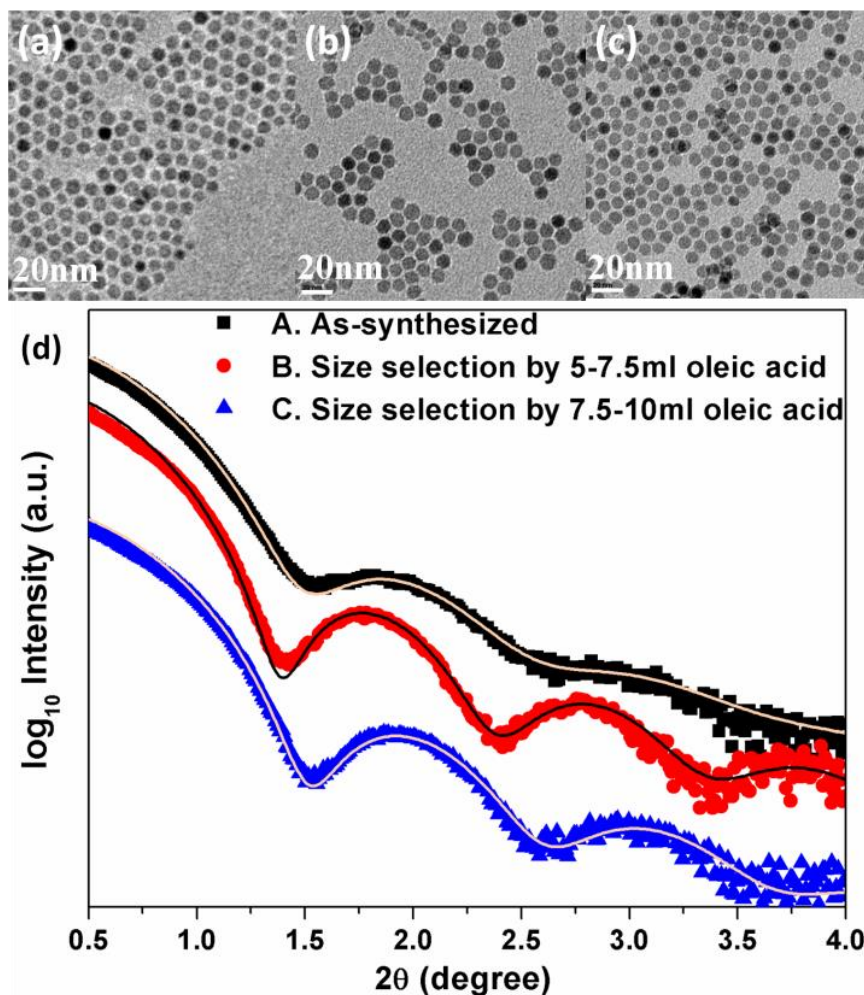 (a) (b) (c)
20nm 20nm 20nm
(d)
A. As-synthesized
B. Size selection by 5-7.5ml oleic acid
C. Size selection by 7.5-10ml oleic acid
log₁₀ Intensity (a.u.)
0.5 1.0 1.5 2.0 2.5 3.0 3.5 4.0
2θ (degree)